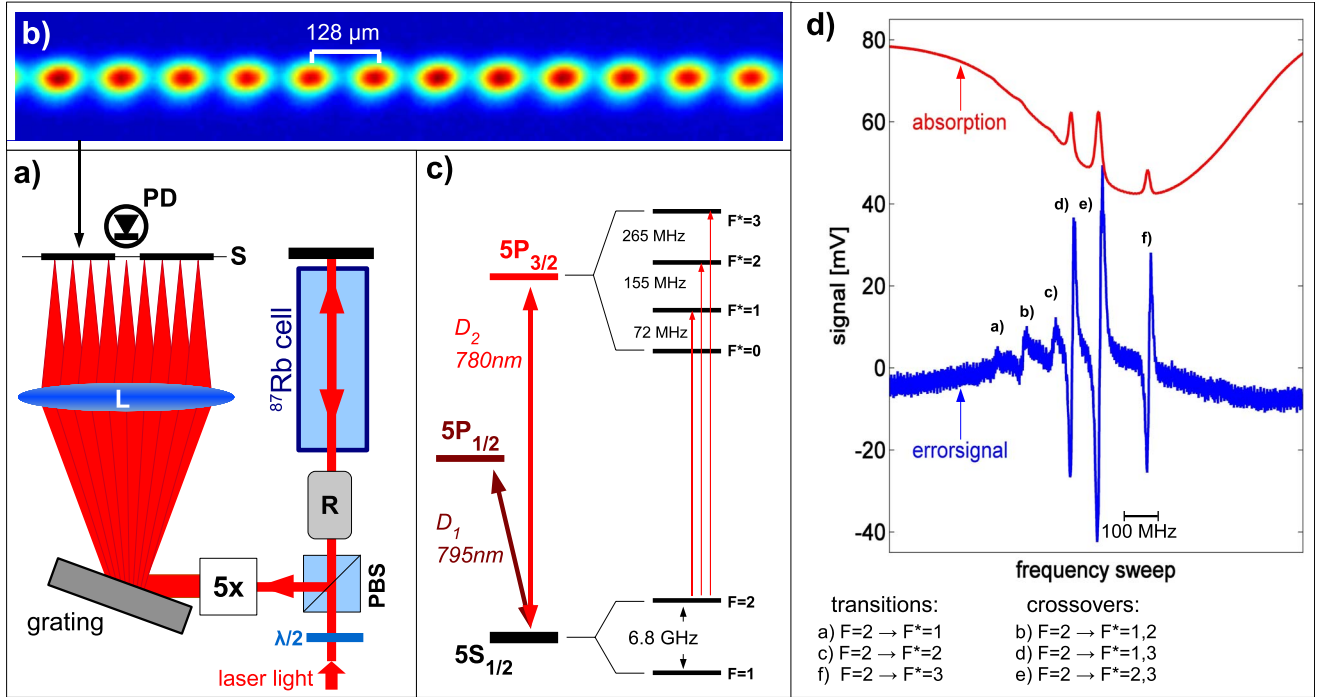 b)
128 µm
a)
PD
S
L
⁸⁷Rb cell
R
5x
PBS
grating
λ/2
laser light
c)
F*=3
265 MHz
5P3/2
F*=2
155 MHz
F*=1
72 MHz
F*=0
D2
780nm
5P1/2
D1
795nm
F=2
6.8 GHz
5S1/2
F=1
d)
80
60
40
20
0
-20
-40
signal [mV]
absorption
d)
e)
f)
a)
b)
c)
errorsignal
100 MHz
frequency sweep
transitions:
a) F=2 → F*=1
c) F=2 → F*=2
f) F=2 → F*=3
crossovers:
b) F=2 → F*=1,2
d) F=2 → F*=1,3
e) F=2 → F*=2,3